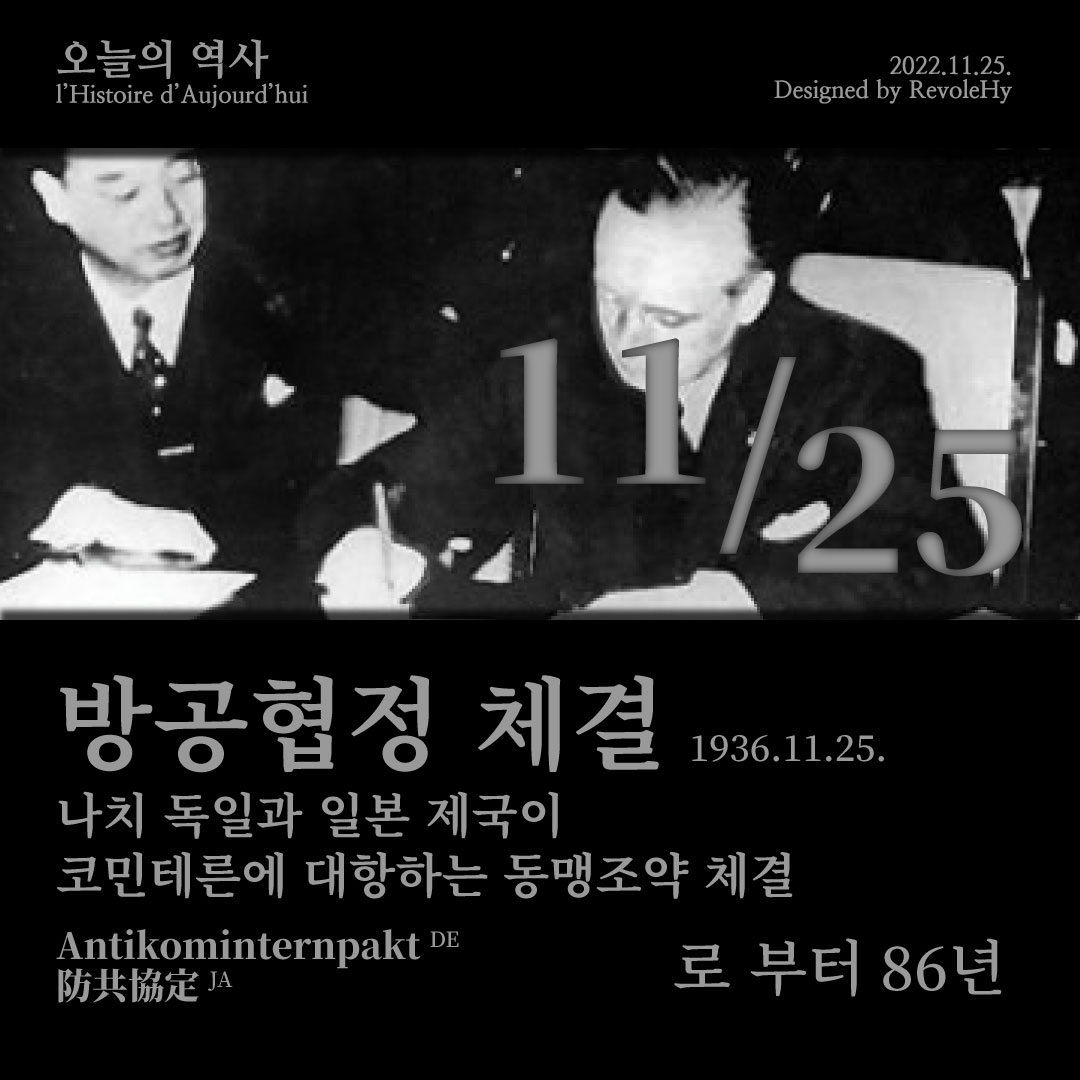 오늘의 역사
l'Histoire d'Aujourd'hui
2022.11.25.
Designed by RevoleHy
11/25
방공협정 체결 1936.11.25.
나치 독일과 일본 제국이
코민테른에 대항하는 동맹조약 체결
Antikominternpakt DE
防共協定 JA
로 부터 86년